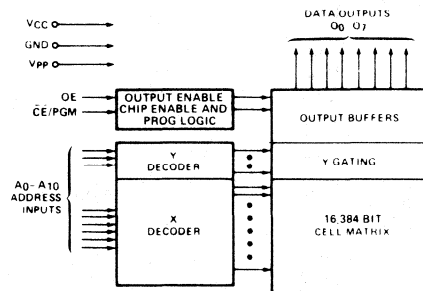 VCC
GND
VPP
DATA OUTPUTS
O0 O7
OE
CE/PGM
OUTPUT ENABLE
CHIP ENABLE AND
PROG LOGIC
OUTPUT BUFFERS
A0-A10
ADDRESS
INPUTS
Y
DECODER
Y GATING
X
DECODER
16,384 BIT
CELL MATRIX